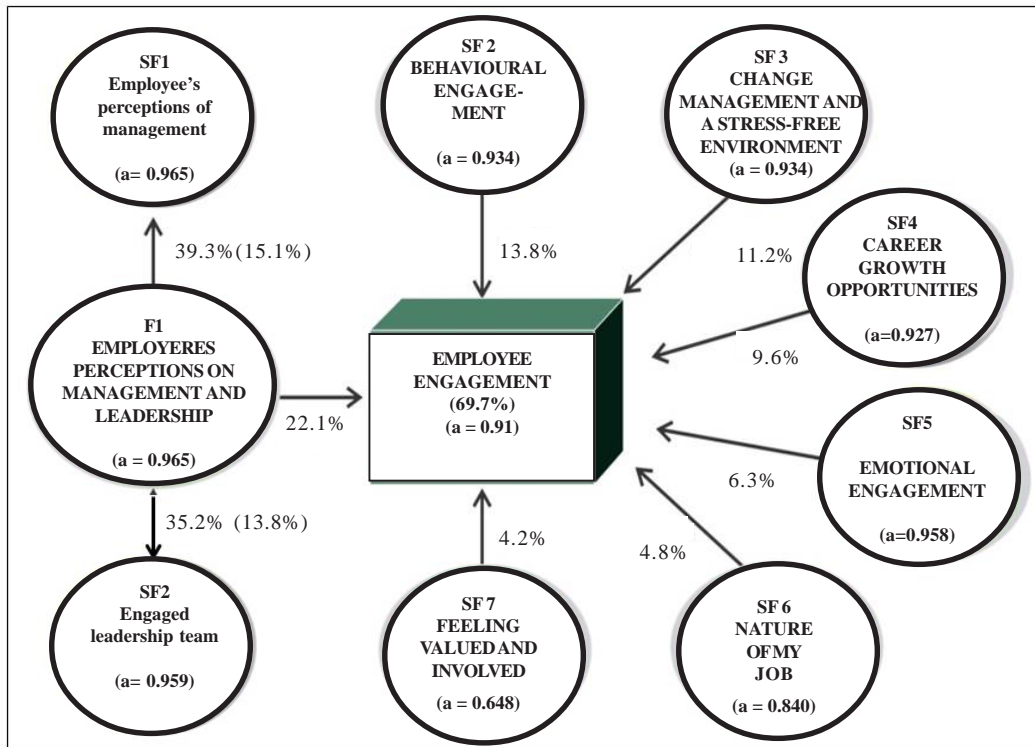 SF1
Employee's
perceptions of
management
(a= 0.965)
39.3% (15.1%)
F1
EMPLOYERES
PERCEPTIONS ON
MANAGEMENT AND
LEADERSHIP
(a = 0.965)
22.1%
35.2% (13.8%)
SF2
Engaged
leadership team
(a= 0.959)
SF 2
BEHAVIOURAL
ENGAGE-
MENT
(a = 0.934)
13.8%
SF 3
CHANGE
MANAGEMENT AND
A STRESS-FREE
ENVIRONMENT
(a = 0.934)
11.2%
SF4
CAREER
GROWTH
OPPORTUNITIES
(a=0.927)
9.6%
EMPLOYEE
ENGAGEMENT
(69.7%)
(a = 0.91)
SF5
EMOTIONAL
ENGAGEMENT
(a=0.958)
6.3%
4.8%
SF 6
NATURE
OF MY
JOB
(a = 0.840)
4.2%
SF 7
FEELING
VALUED AND
INVOLVED
(a = 0.648)